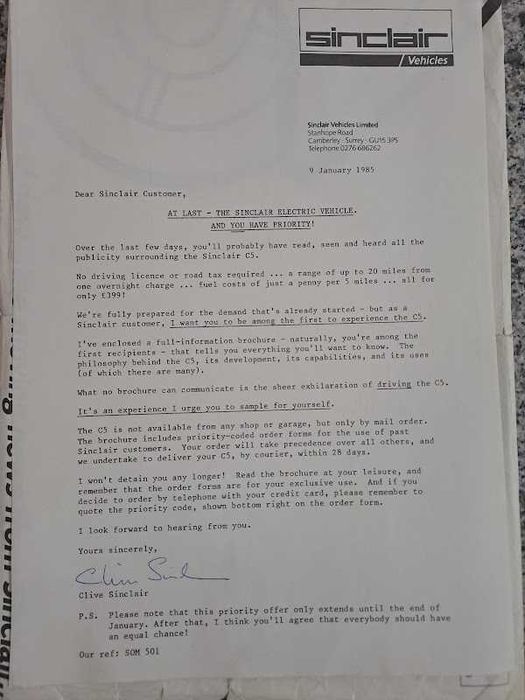 sinclair
Vehicles
Sinclair Vehicles Limited
Stanhope Road
Camberley · Surrey · GU15 3PS
Telephone 0276 686262
9 January 1985
Dear Sinclair Customer,
AT LAST - THE SINCLAIR ELECTRIC VEHICLE.
AND YOU HAVE PRIORITY!
Over the last few days, you'll probably have read, seen and heard all the
publicity surrounding the Sinclair C5.
No driving licence or road tax required ... a range of up to 20 miles from
one overnight charge ... fuel costs of just a penny per 5 miles ... all for
only £399!
We're fully prepared for the demand that's already started - but as a
Sinclair customer, I want you to be among the first to experience the C5.
I've enclosed a full-information brochure - naturally, you're among the
first recipients - that tells you everything you'll want to know. The
philosophy behind the C5, its development, its capabilities, and its uses
(of which there are many).
What no brochure can communicate is the sheer exhilaration of driving the C5.
It's an experience I urge you to sample for yourself.
The C5 is not available from any shop or garage, but only by mail order.
The brochure includes priority-coded order forms for the use of past
Sinclair customers. Your order will take precedence over all others, and
we undertake to deliver your C5, by courier, within 28 days.
I won't detain you any longer! Read the brochure at your leisure, and
remember that the order forms are for your exclusive use. And if you
decide to order by telephone with your credit card, please remember to
quote the priority code, shown bottom right on the order form.
I look forward to hearing from you.
Yours sincerely,
Clive Sinclair
P.S. Please note that this priority offer only extends until the end of
January. After that, I think you'll agree that everybody should have
an equal chance!
Our ref: SOM 501